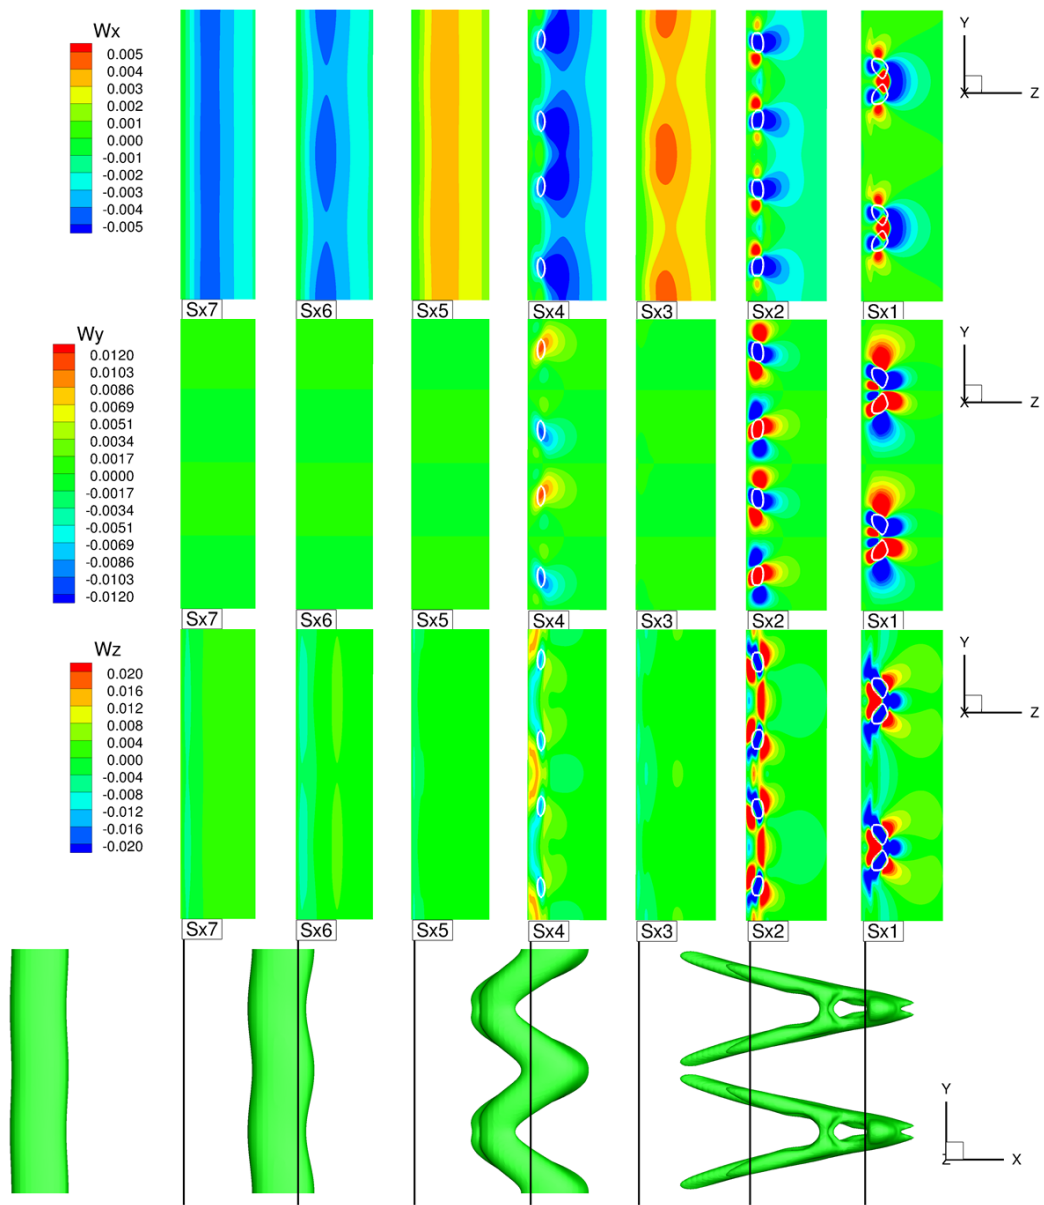 Wx
0.005
0.004
0.003
0.002
0.001
0.000
-0.001
-0.003
-0.004
-0.005
Y
X Z
Sx7 Sx6 Sx5 Sx4 Sx3 Sx2 Sx1
Wy
0.0120
0.0103
0.0086
0.0069
0.0051
0.0034
0.0017
0.0000
-0.0017
-0.0034
-0.0051
-0.0069
-0.0086
-0.0103
-0.0120
Y
X Z
Sx7 Sx6 Sx5 Sx4 Sx3 Sx2 Sx1
Wz
0.020
0.016
0.012
0.008
0.004
0.000
-0.004
-0.008
-0.012
-0.016
-0.020
Y
X Z
Sx7 Sx6 Sx5 Sx4 Sx3 Sx2 Sx1
Y
Z X